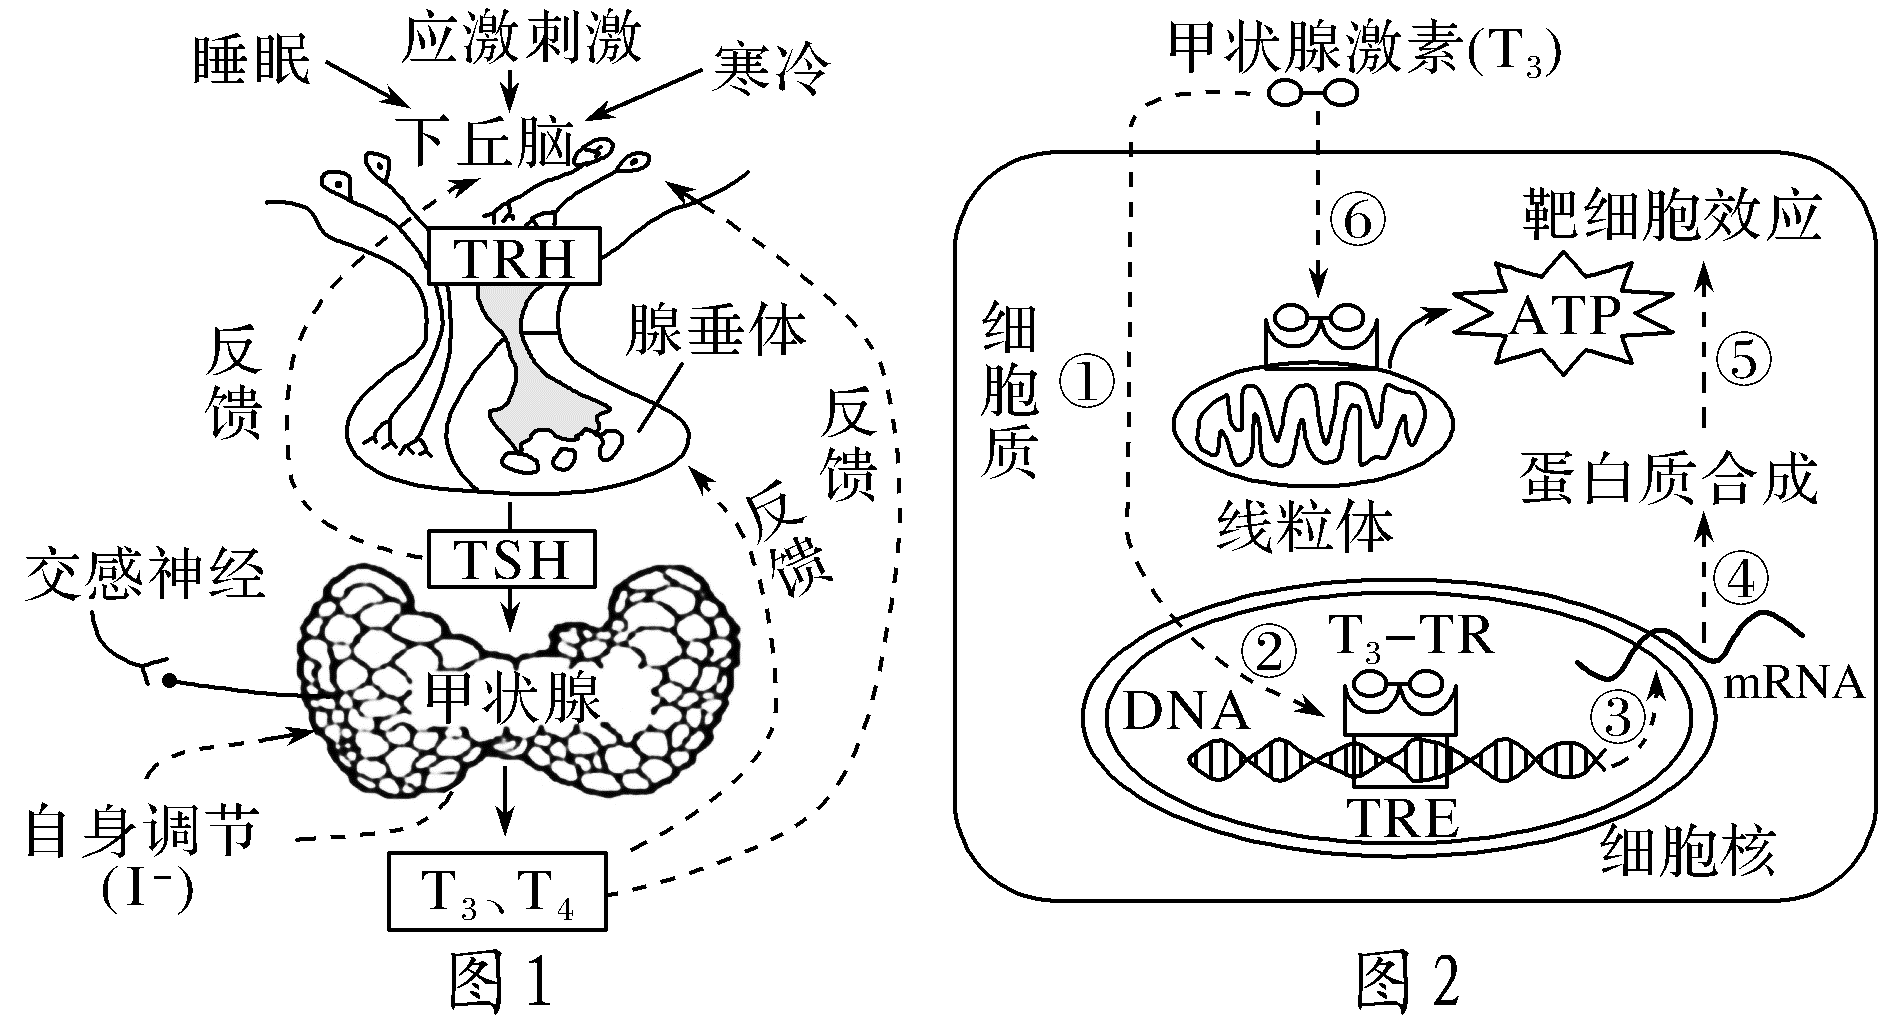 睡眠
应激刺激
寒冷
下丘脑
TRH
腺垂体
反馈
反馈
反馈
TSH
交感神经
甲状腺
自身调节
(I⁻)
T₃、T₄
图1
甲状腺激素(T₃)
⑥
靶细胞效应
ATP
细胞质
①
⑤
线粒体
蛋白质合成
④
②
T₃-TR
mRNA
③
DNA
TRE
细胞核
图2